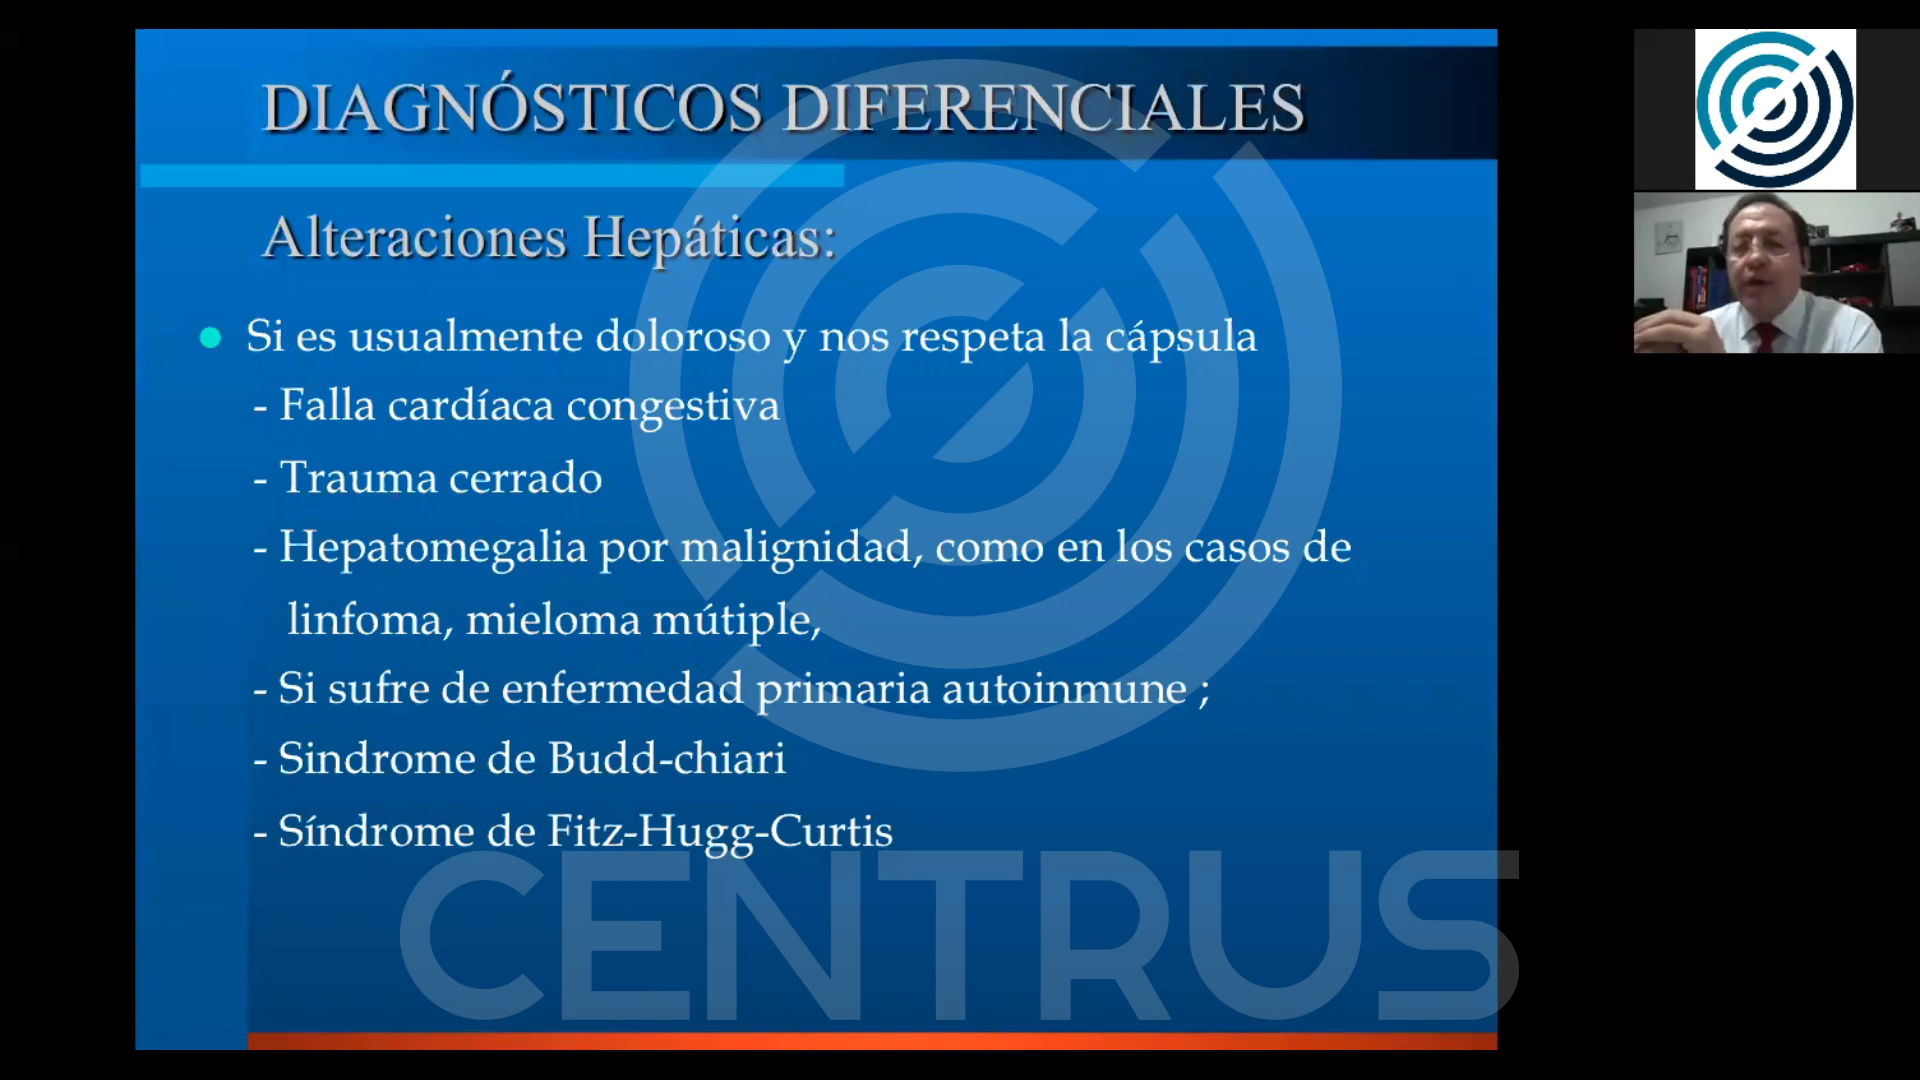 DIAGNÓSTICOS DIFERENCIALES
Alteraciones Hepáticas:
Si es usualmente doloroso y nos respeta la cápsula
- Falla cardíaca congestiva
- Trauma cerrado
- Hepatomegalia por malignidad, como en los casos de
linfoma, mieloma mútiple,
- Si sufre de enfermedad primaria autoinmune ;
- Sindrome de Budd-chiari
- Síndrome de Fitz-Hugg-Curtis
CENTRUS